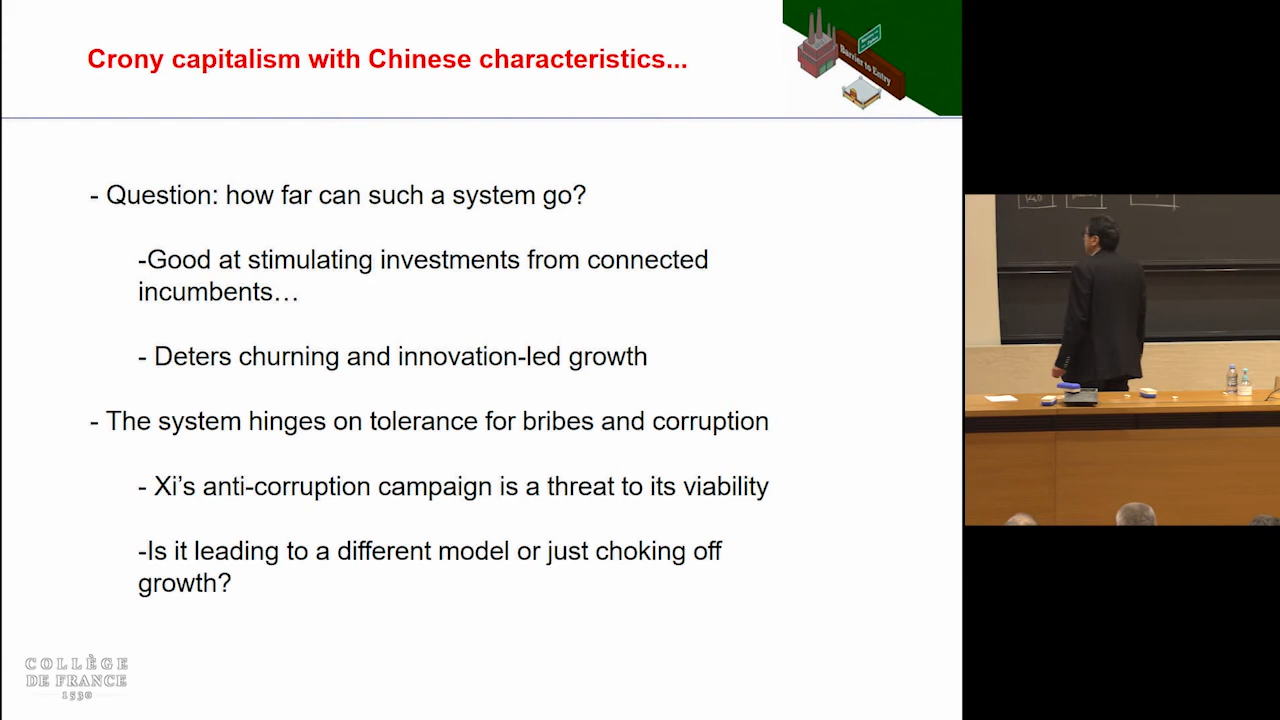 Crony capitalism with Chinese characteristics...
Barrier to Entry
- Question: how far can such a system go?
-Good at stimulating investments from connected
incumbents…
- Deters churning and innovation-led growth
- The system hinges on tolerance for bribes and corruption
- Xi’s anti-corruption campaign is a threat to its viability
-Is it leading to a different model or just choking off
growth?
COLLÈGE
DE FRANCE
1530